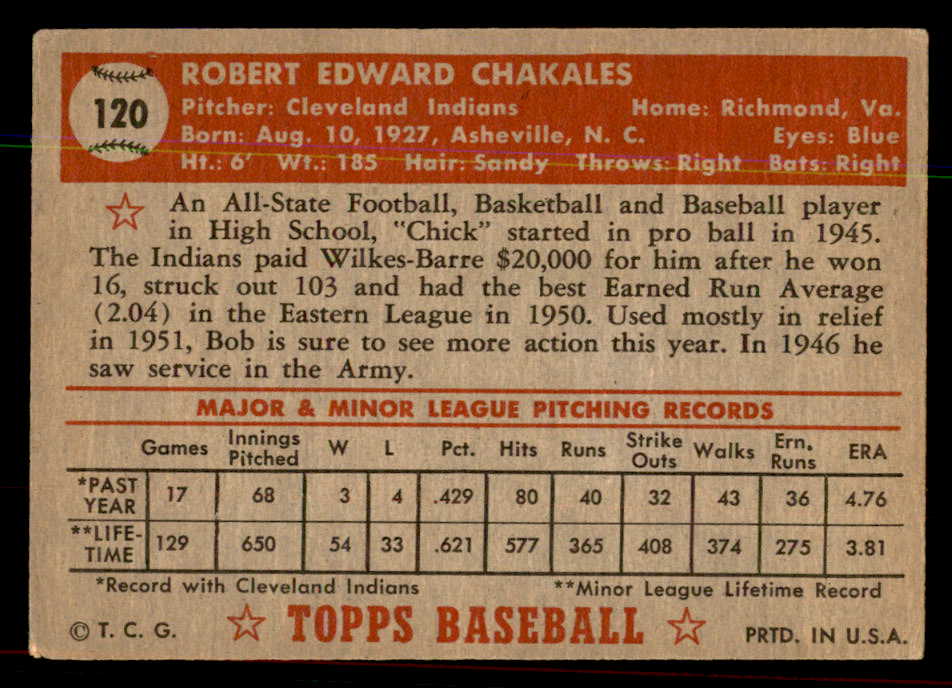 120
ROBERT EDWARD CHAKALES
Pitcher: Cleveland Indians Home: Richmond, Va.
Born: Aug. 10, 1927, Asheville, N. C. Eyes: Blue
Ht.: 6' Wt.: 185 Hair: Sandy Throws: Right Bats: Right
An All-State Football, Basketball and Baseball player
in High School, "Chick" started in pro ball in 1945.
The Indians paid Wilkes-Barre $20,000 for him after he won
16, struck out 103 and had the best Earned Run Average
(2.04) in the Eastern League in 1950. Used mostly in relief
in 1951, Bob is sure to see more action this year. In 1946 he
saw service in the Army.
MAJOR & MINOR LEAGUE PITCHING RECORDS
Games Innings Pitched W L Pct. Hits Runs Strike Outs Walks Ern. Runs ERA
*PAST YEAR 17 68 3 4 .429 80 40 32 43 36 4.76
**LIFE-TIME 129 650 54 33 .621 577 365 408 374 275 3.81
*Record with Cleveland Indians **Minor League Lifetime Record
© T. C. G. TOPPS BASEBALL PRTD. IN U.S.A.